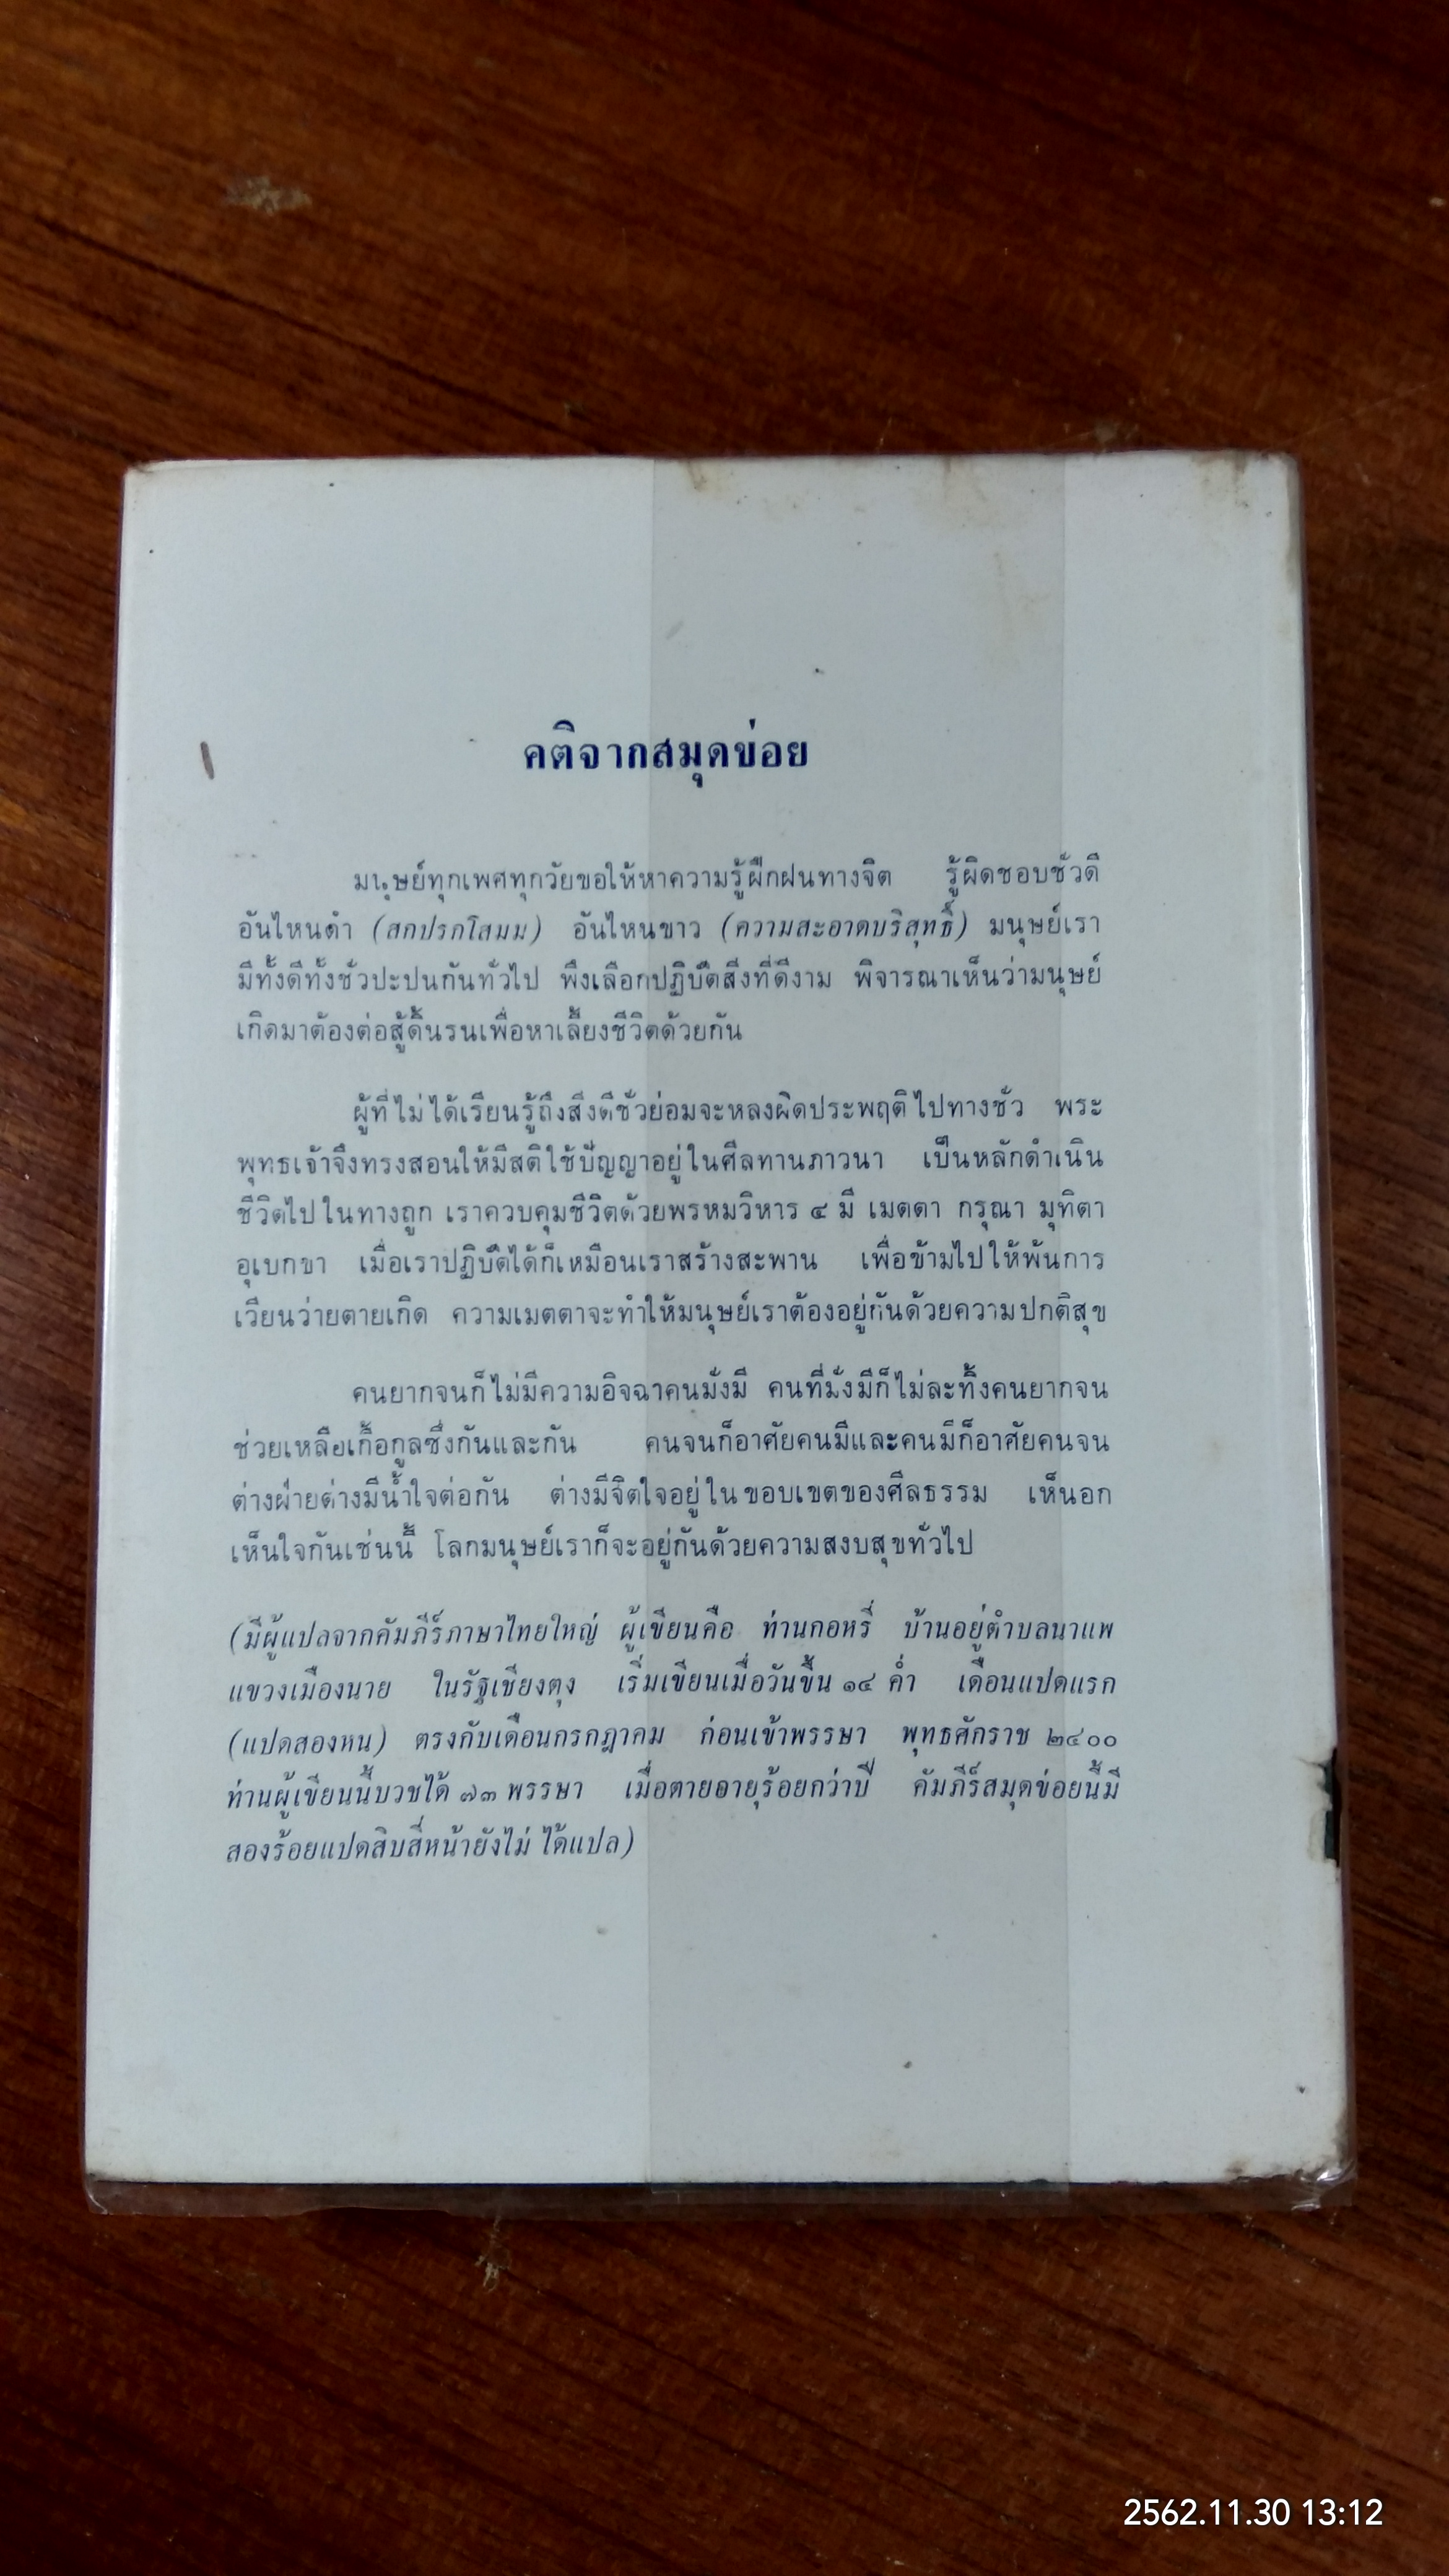 คติจากสมุดข่อย
มนุษย์ทุกเพศทุกวัยขอให้หาความรู้ฝึกฝนทางจิต รู้ผิดชอบชั่วดี
อันไหนดำ (สกปรกโสมม) อันไหนขาว (ความสะอาดบริสุทธิ์) มนุษย์เรา
มีทั้งดีทั้งชั่วปะปนกันทั่วไป พึงเลือกปฏิบัติสิ่งที่ดีงาม พิจารณาเห็นว่ามนุษย์
เกิดมาต้องต่อสู้ดิ้นรนเพื่อหาเลี้ยงชีวิตด้วยกัน
ผู้ที่ไม่ได้เรียนรู้ถึงสิ่งดีชั่วย่อมจะหลงผิดประพฤติไปทางชั่ว พระ
พุทธเจ้าจึงทรงสอนให้มีสติใช้ปัญญาอยู่ในศีลทานภาวนา เป็นหลักดำเนิน
ชีวิตไปในทางถูก เราควบคุมชีวิตด้วยพรหมวิหาร ๔ มี เมตตา กรุณา มุทิตา
อุเบกขา เมื่อเราปฏิบัติได้ก็เหมือนเราสร้างสะพาน เพื่อข้ามไปให้พ้นการ
เวียนว่ายตายเกิด ความเมตตาจะทำให้มนุษย์เราต้องอยู่กันด้วยความปกติสุข
คนยากจนก็ไม่มีความอิจฉาคนมั่งมี คนที่มั่งมีก็ไม่ละทิ้งคนยากจน
ช่วยเหลือเกื้อกูลซึ่งกันและกัน คนจนก็อาศัยคนมีและคนมีก็อาศัยคนจน
ต่างฝ่ายต่างมีน้ำใจต่อกัน ต่างมีจิตใจอยู่ในขอบเขตของศีลธรรม เห็นอก
เห็นใจกันเช่นนี้ โลกมนุษย์เราก็จะอยู่กันด้วยความสงบสุขทั่วไป
(มีผู้แปลจากคัมภีร์ภาษาไทยใหญ่ ผู้เขียนคือ ท่านกอหรี่ บ้านอยู่ตำบลนาแพ
แขวงเมืองนาย ในรัฐเชียงตุง เริ่มเขียนเมื่อวันขึ้น ๑๔ ค่ำ เดือนแปดแรก
(แปดสองหน) ตรงกับเดือนกรกฎาคม ก่อนเข้าพรรษา พุทธศักราช ๒๔๐๐
ท่านผู้เขียนนี้บวชได้ ๗๓ พรรษา เมื่อตายอายุร้อยกว่าปี คัมภีร์สมุดข่อยนี้มี
สองร้อยแปดสิบสี่หน้ายังไม่ได้แปล)
2562.11.30 13:12